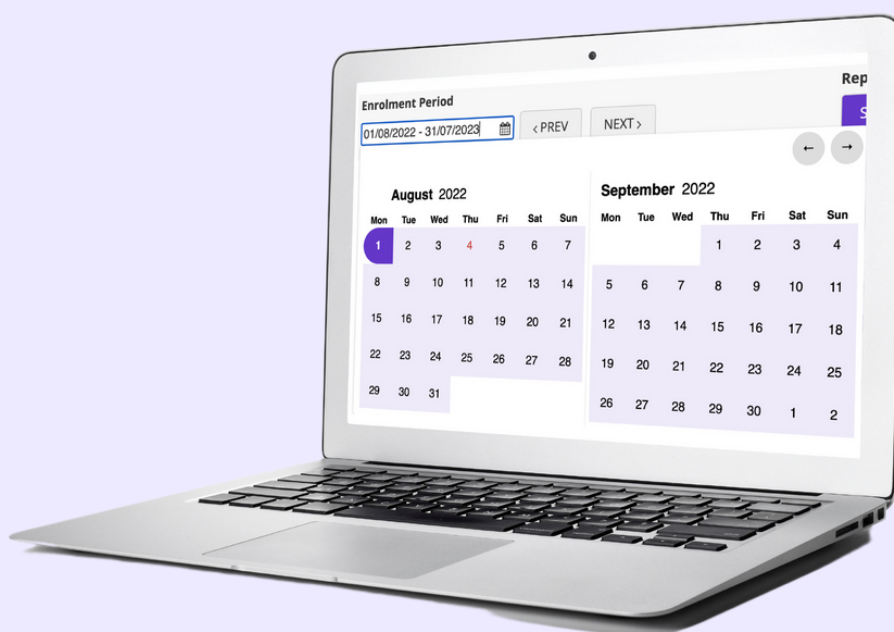 Enrolment Period
01/08/2022 - 31/07/2023
‹ PREV
NEXT ›
Rep
S
←
→
August 2022
Mon Tue Wed Thu Fri Sat Sun
1 2 3 4 5 6 7
8 9 10 11 12 13 14
15 16 17 18 19 20 21
22 23 24 25 26 27 28
29 30 31
September 2022
Mon Tue Wed Thu Fri Sat Sun
1 2 3 4
5 6 7 8 9 10 11
12 13 14 15 16 17 18
19 20 21 22 23 24 25
26 27 28 29 30 1 2